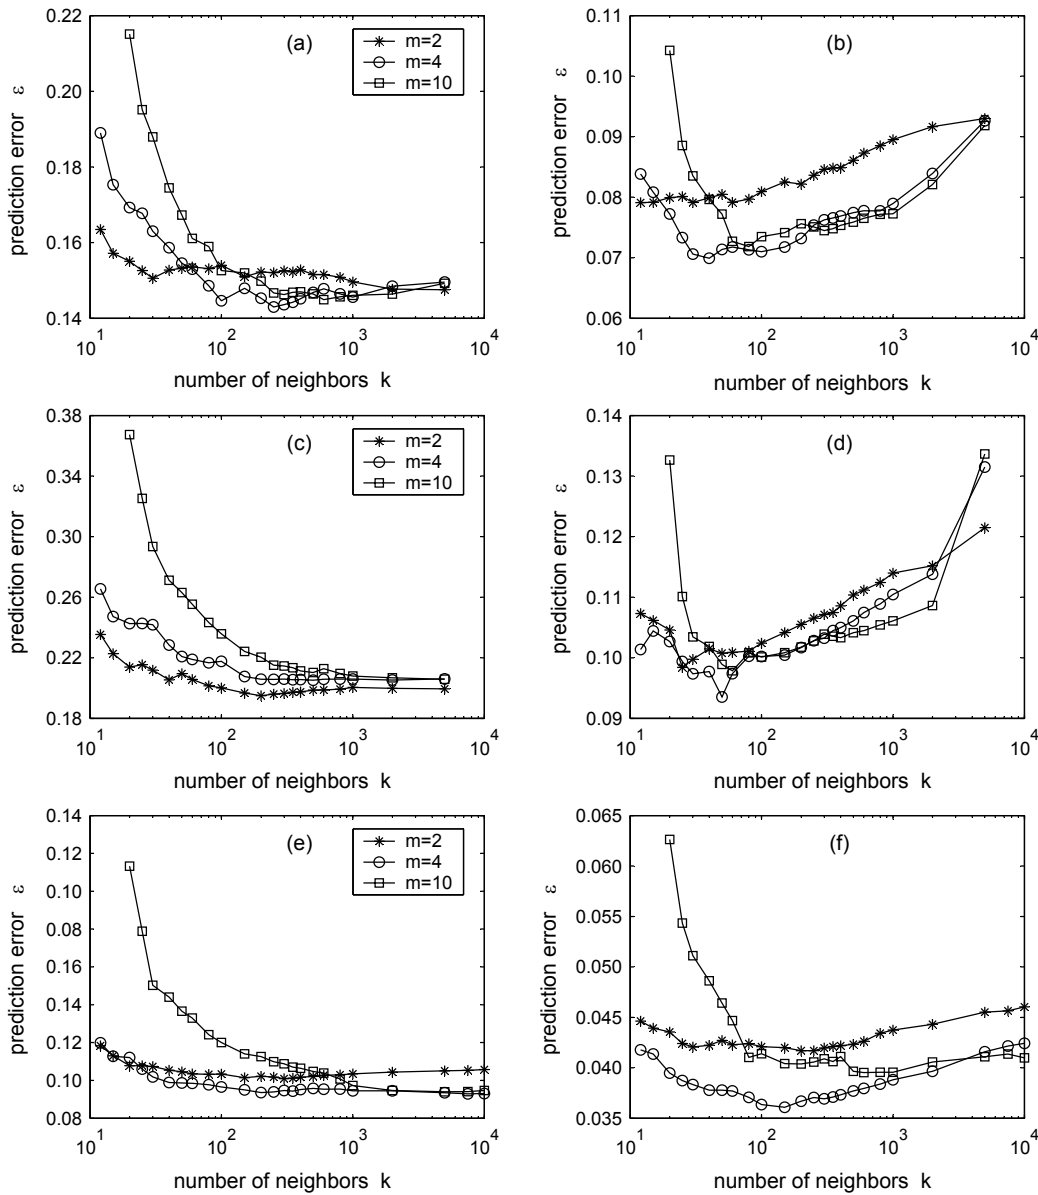 0.22
0.20
0.18
0.16
0.14
prediction error ε
(a)
m=2
m=4
m=10
10^1
10^2
10^3
10^4
number of neighbors k
0.11
0.10
0.09
0.08
0.07
0.06
prediction error ε
(b)
10^1
10^2
10^3
10^4
number of neighbors k
0.38
0.34
0.30
0.26
0.22
0.18
prediction error ε
(c)
m=2
m=4
m=10
10^1
10^2
10^3
10^4
number of neighbors k
0.14
0.13
0.12
0.11
0.10
0.09
prediction error ε
(d)
10^1
10^2
10^3
10^4
number of neighbors k
0.14
0.12
0.10
0.12
0.16
0.14
0.12
0.10
0.08
prediction error ε
(e)
m=2
m=4
m=10
10^1
10^2
10^3
10^4
number of neighbors k
0.065
0.060
0.055
0.050
0.045
0.040
0.035
prediction error ε
(f)
10^1
10^2
10^3
10^4
number of neighbors k